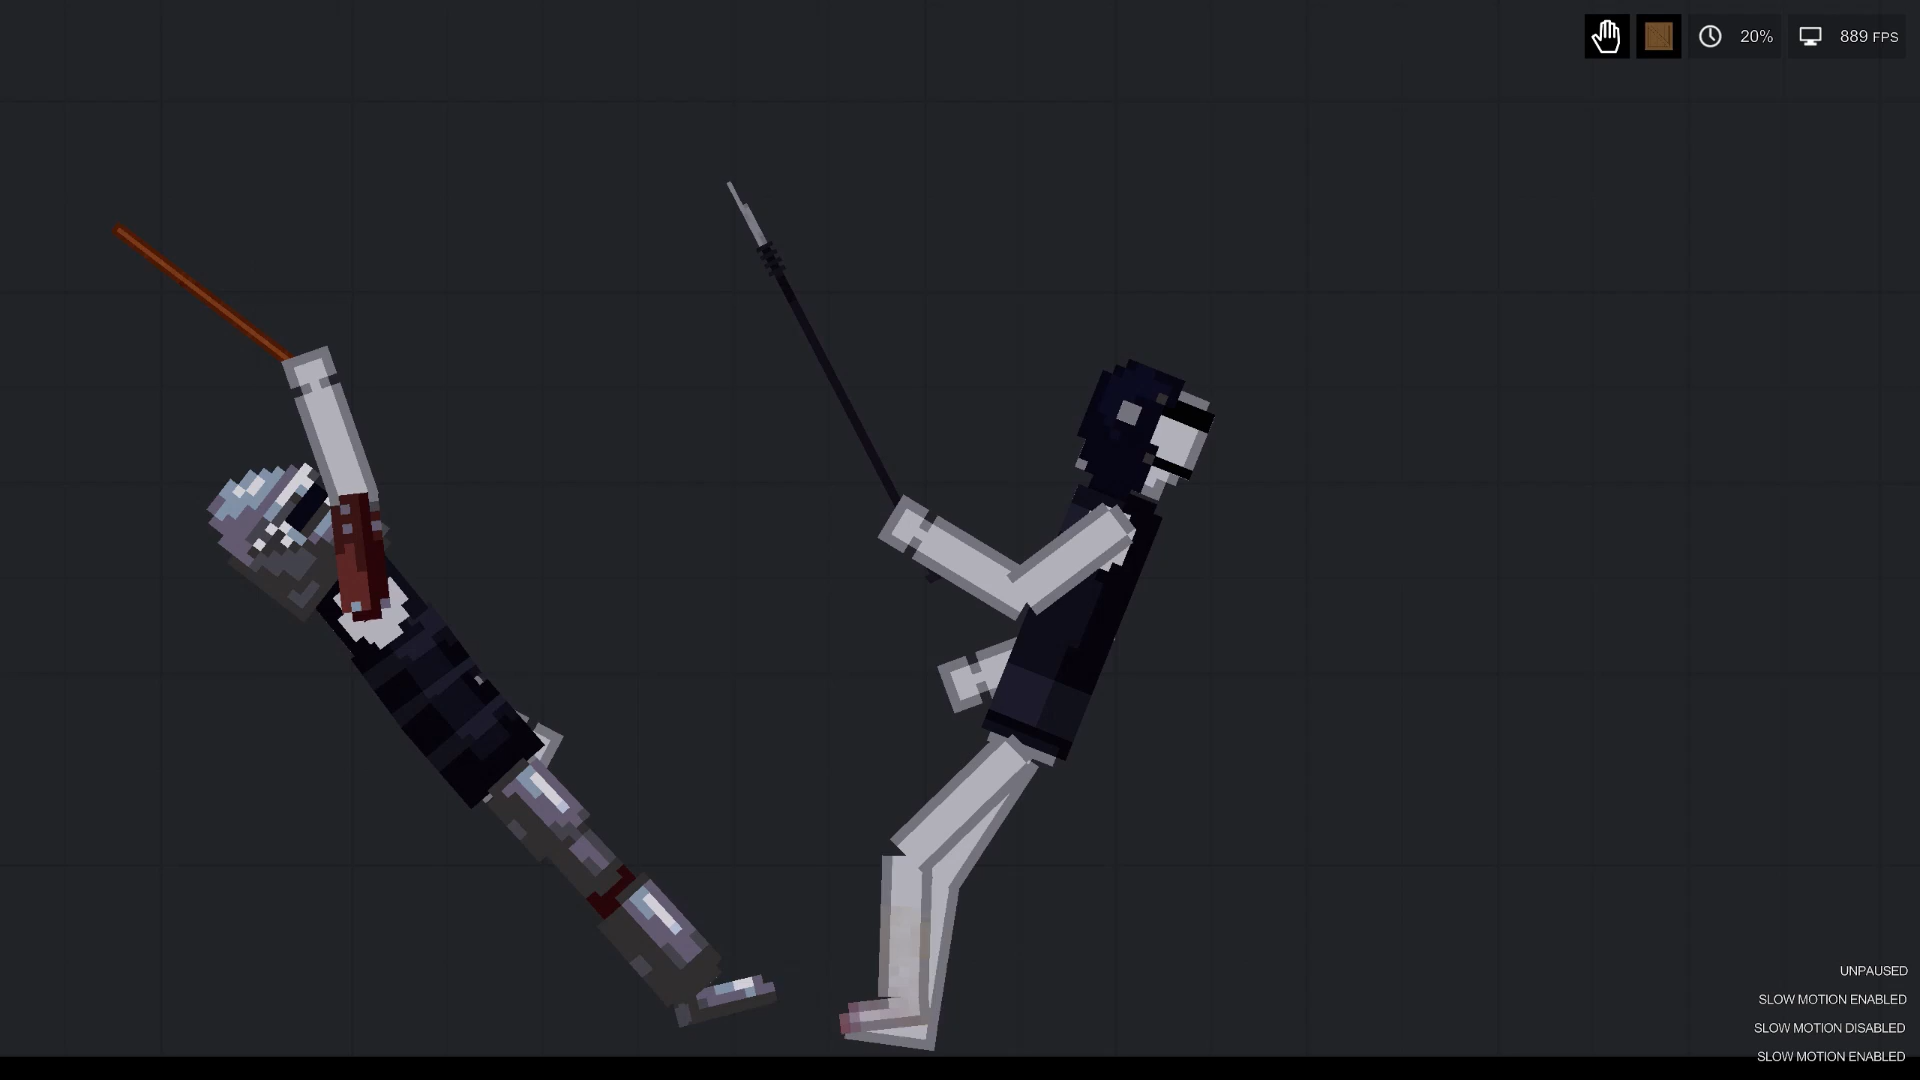 20%
889 FPS
UNPAUSED
SLOW MOTION ENABLED
SLOW MOTION DISABLED
SLOW MOTION ENABLED